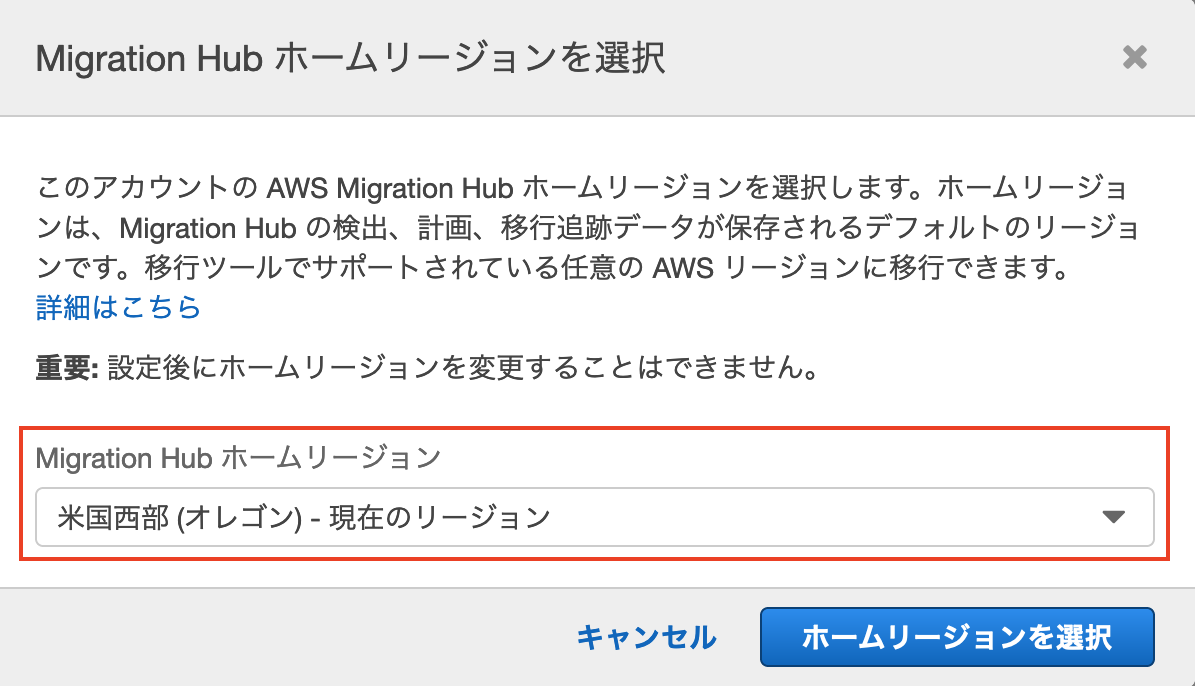 Migration Hub ホームリージョンを選択
このアカウントの AWS Migration Hub ホームリージョンを選択します。ホームリージョ
ンは、Migration Hub の検出、計画、移行追跡データが保存されるデフォルトのリージョ
ンです。移行ツールでサポートされている任意の AWS リージョンに移行できます。
詳細はこちら
重要: 設定後にホームリージョンを変更することはできません。
Migration Hub ホームリージョン
米国西部 (オレゴン) - 現在のリージョン
キャンセル
ホームリージョンを選択